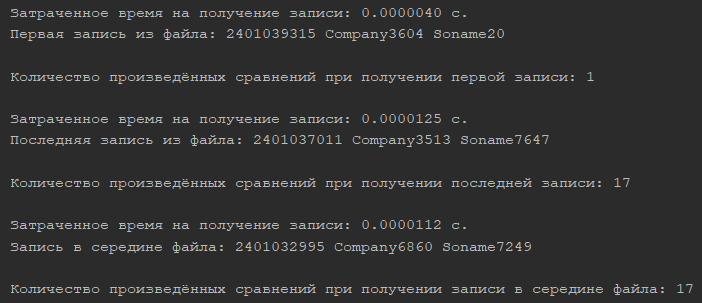 Затраченное время на получение записи: 0.0000040 с.
Первая запись из файла: 2401039315 Company3604 Soname20
Количество произведённых сравнений при получении первой записи: 1
Затраченное время на получение записи: 0.0000125 с.
Последняя запись из файла: 2401037011 Company3513 Soname7647
Количество произведённых сравнений при получении последней записи: 17
Затраченное время на получение записи: 0.0000112 с.
Запись в середине файла: 2401032995 Company6860 Soname7249
Количество произведённых сравнений при получении записи в середине файла: 17